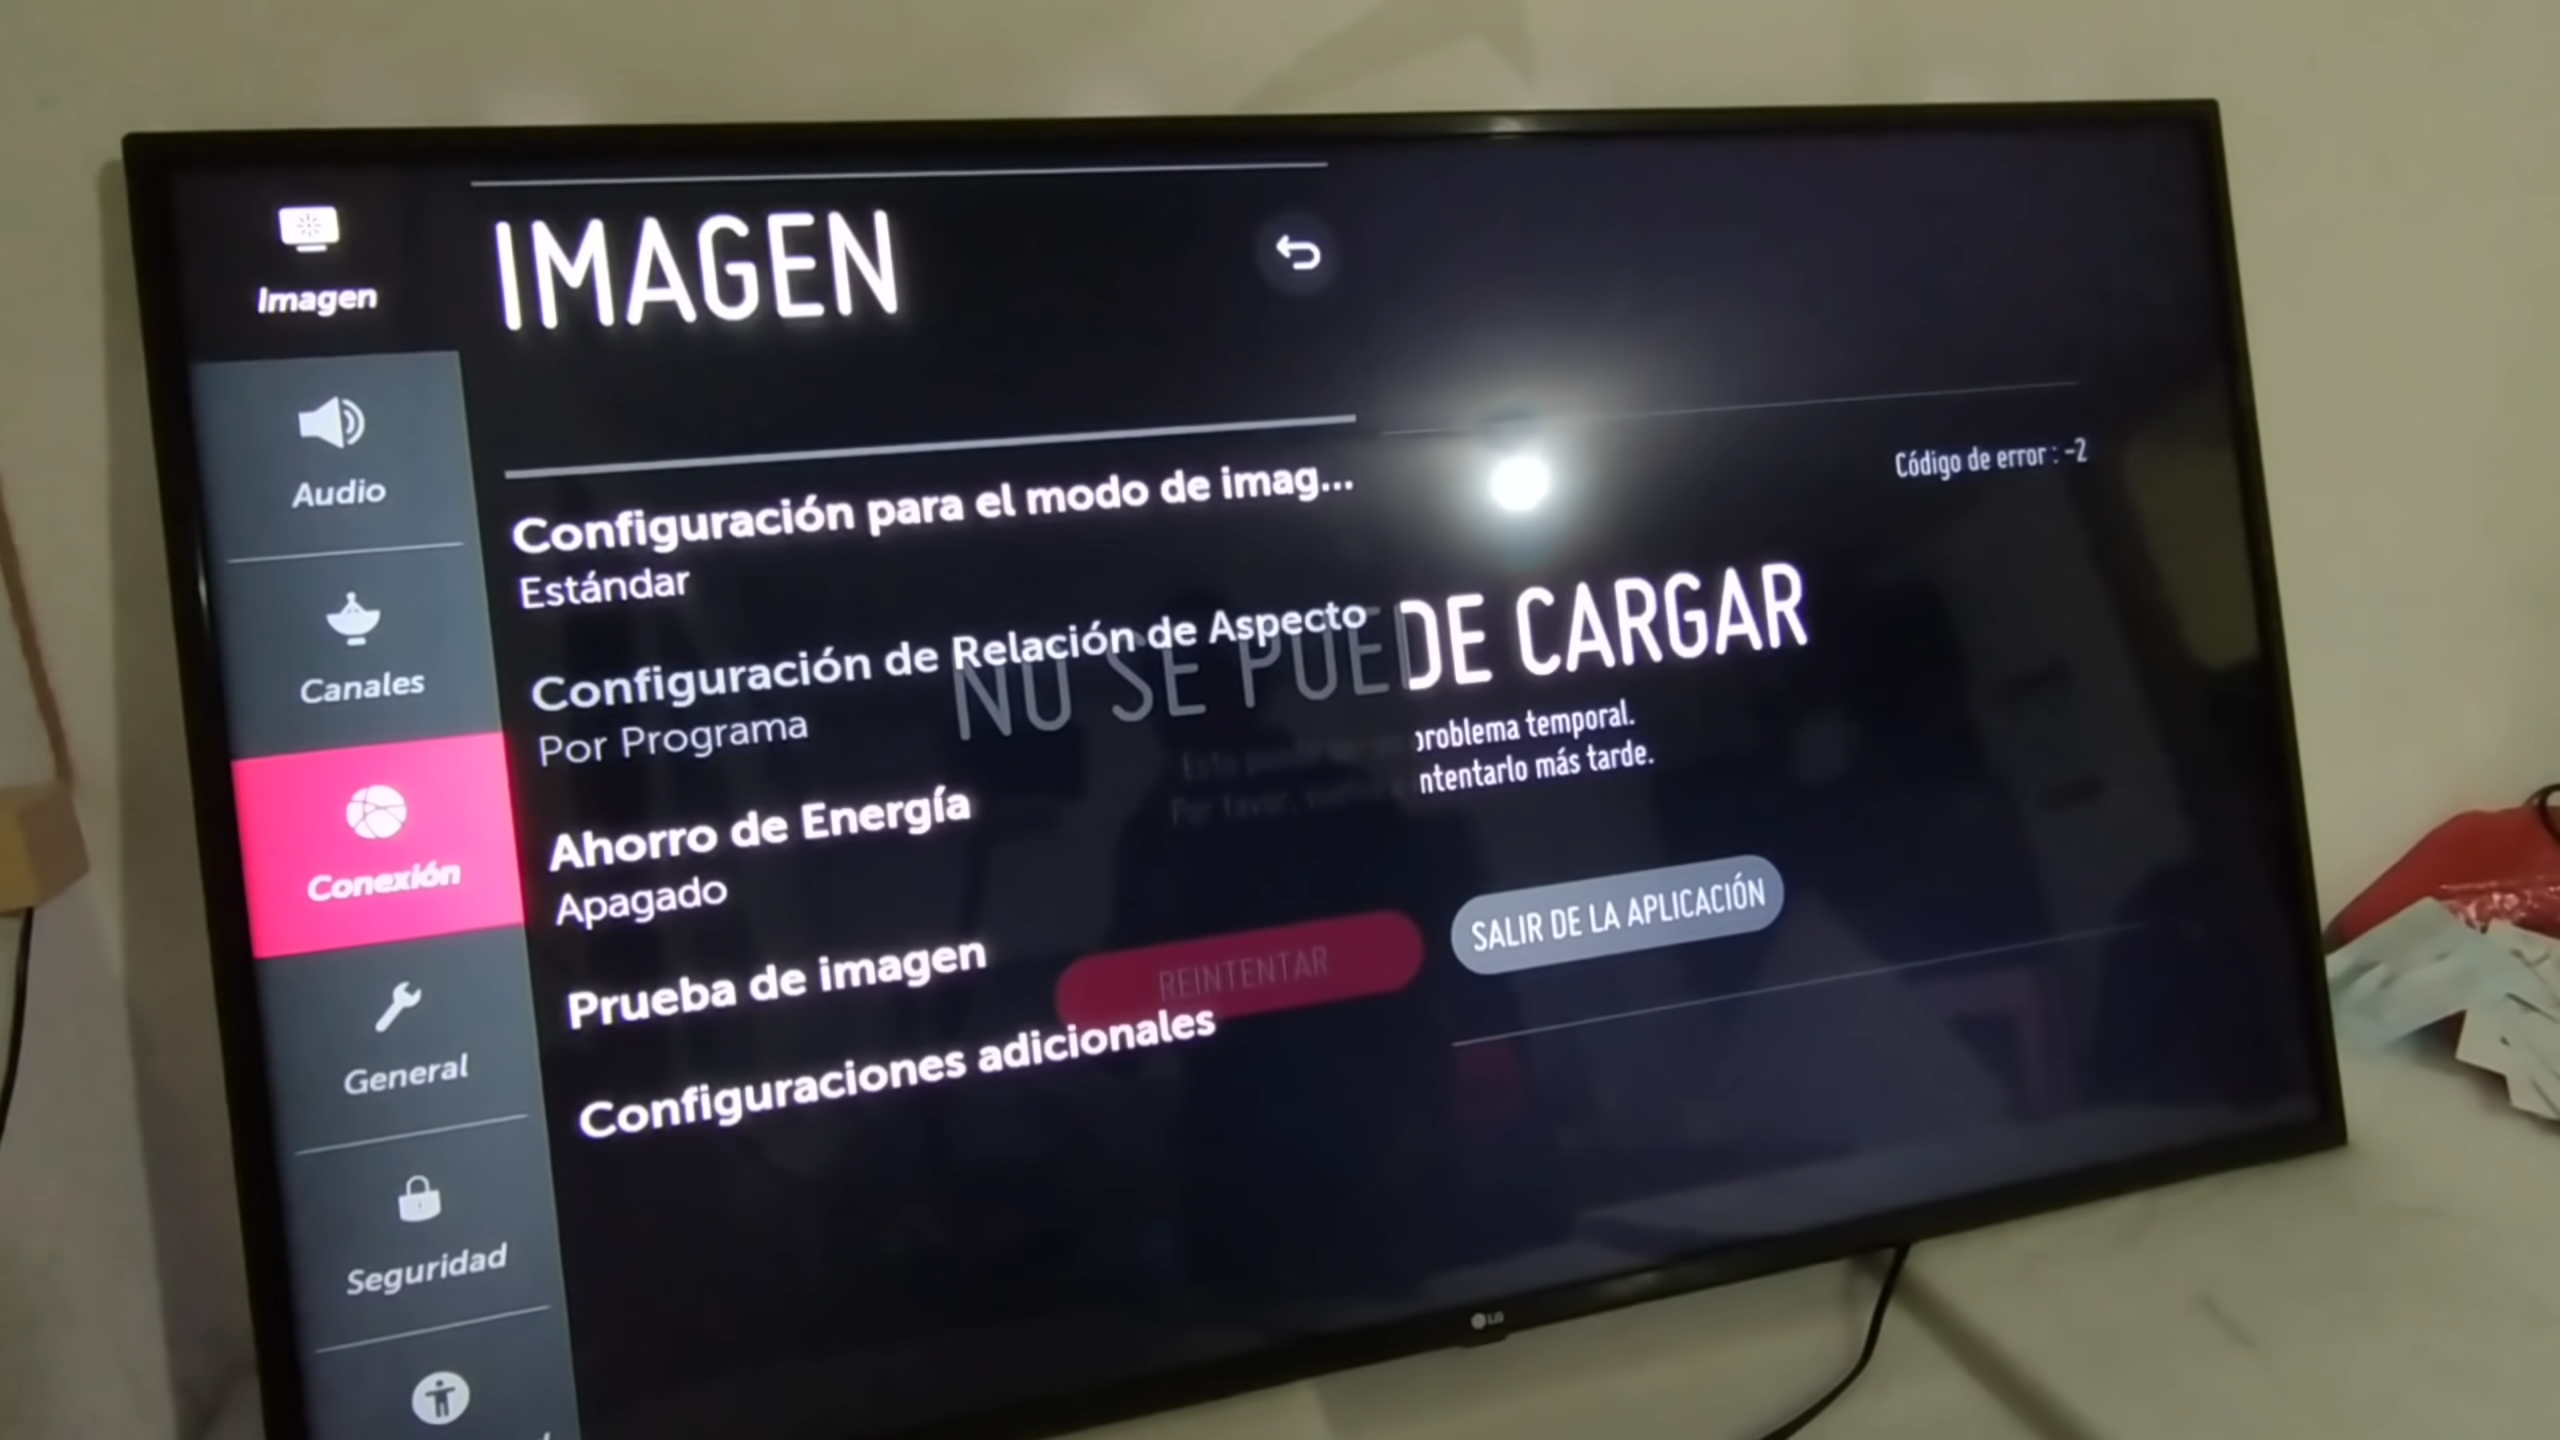 Imagen
Audio
Canales
Conexión
General
Seguridad
IMAGEN
Configuración para el modo de imag...
Estándar
Configuración de Relación de Aspecto
Por Programa
Ahorro de Energía
Apagado
Prueba de imagen
Configuraciones adicionales
Código de error : -2
NO SE PUEDE CARGAR
problema temporal.
ntentarlo más tarde.
REINTENTAR
SALIR DE LA APLICACIÓN
LG